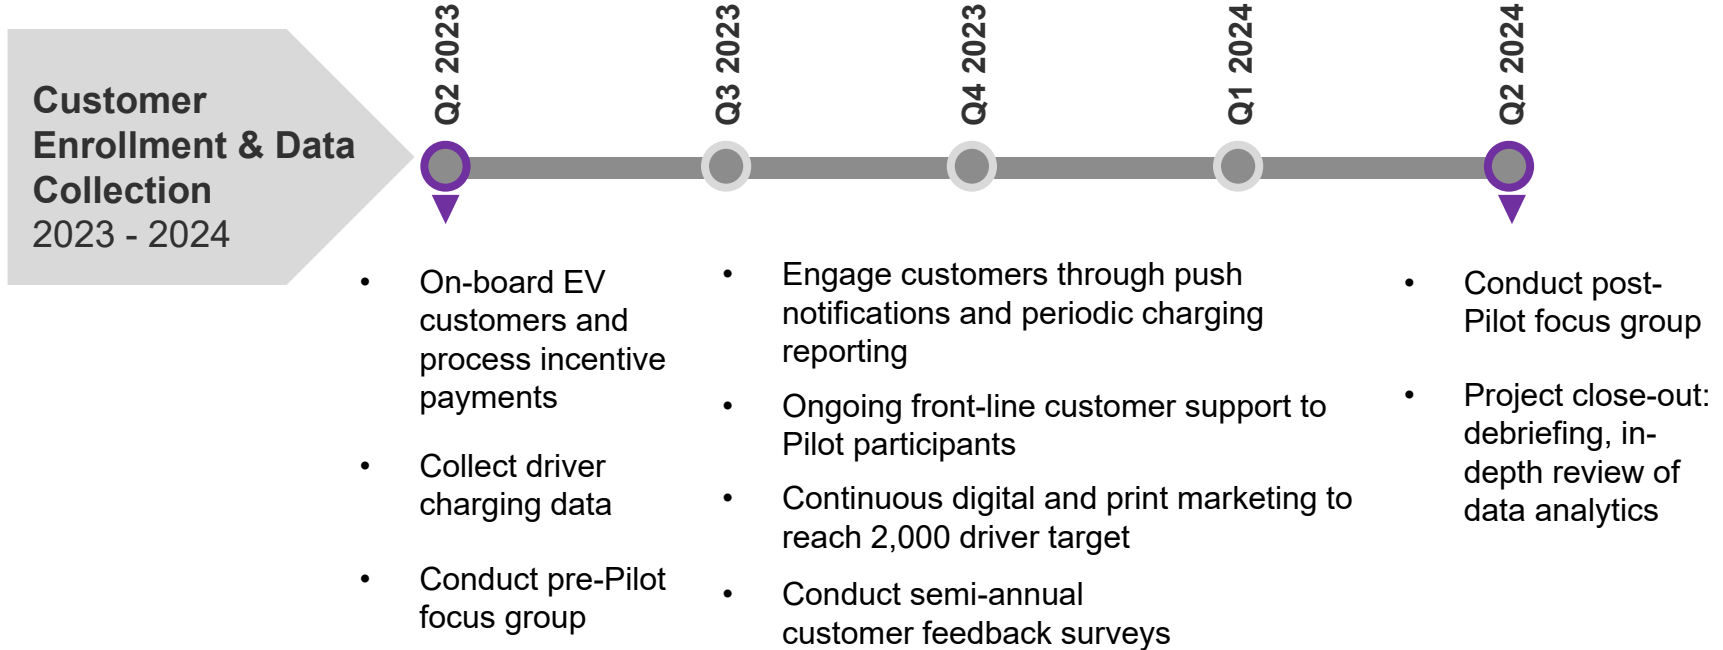 Customer
Enrollment & Data
Collection
2023 - 2024
Q2 2023
Q3 2023
Q4 2023
Q1 2024
Q2 2024
• On-board EV
customers and
process incentive
payments
• Collect driver
charging data
• Conduct pre-Pilot
focus group
• Engage customers through push
notifications and periodic charging
reporting
• Ongoing front-line customer support to
Pilot participants
• Continuous digital and print marketing to
reach 2,000 driver target
• Conduct semi-annual
customer feedback surveys
• Conduct post-
Pilot focus group
• Project close-out:
debriefing, in-
depth review of
data analytics